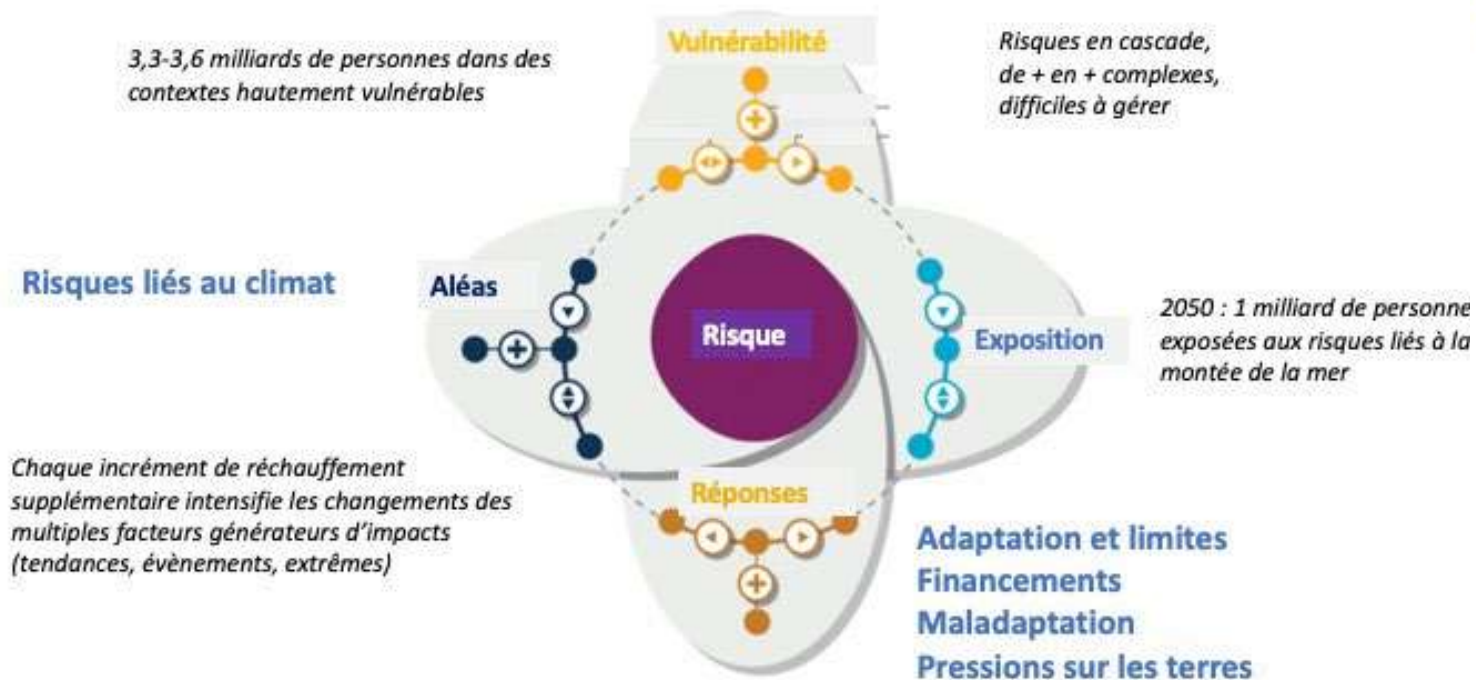 Vulnérabilité
3,3-3,6 milliards de personnes dans des
contextes hautement vulnérables
Risques en cascade,
de + en + complexes,
difficiles à gérer
Risques liés au climat
Aléas
Risque
Exposition
2050 : 1 milliard de personne
exposées aux risques liés à la
montée de la mer
Chaque incrément de réchauffement
supplémentaire intensifie les changements des
multiples facteurs générateurs d'impacts
(tendances, évènements, extrêmes)
Réponses
Adaptation et limites
Financements
Maladaptation
Pressions sur les terres